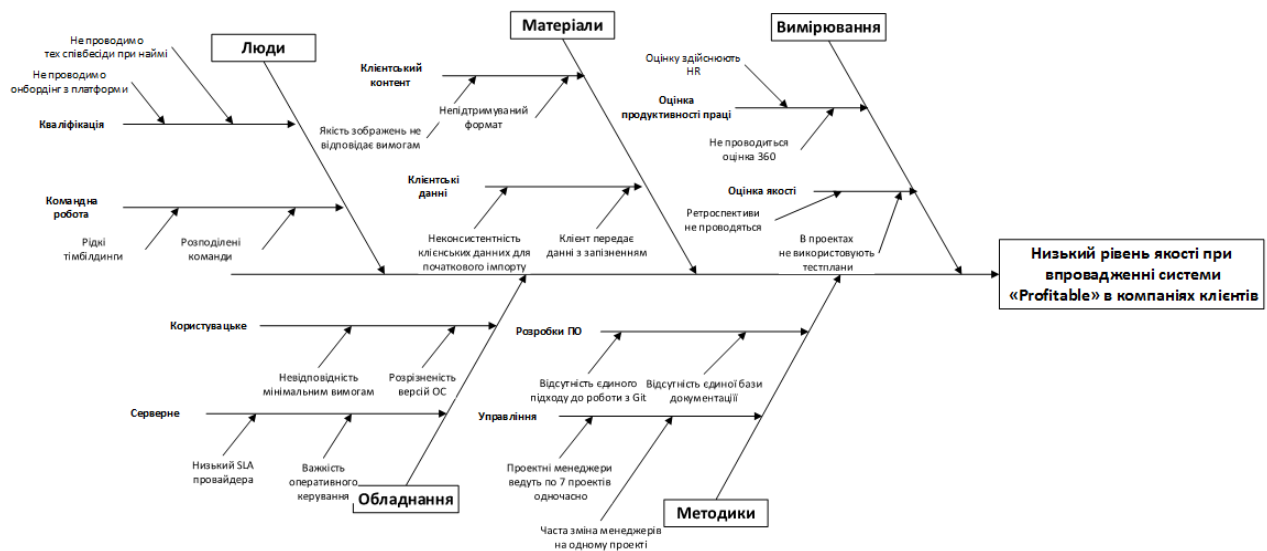 Люди
Не проводимо
тех співбесіди при наймі
Не проводимо
онбордінг з платформи
Кваліфікація
Командна
робота
Рідкі
тімбілдинги
Розподілені
команди
Матеріали
Клієнтський
контент
Якість зображень не
відповідає вимогам
Непідтримуваний
формат
Клієнтські
данні
Неконсистентність
клієнських данних для
початкового імпорту
Клієнт передає
данні з запізненням
Вимірювання
Оцінку здійснюють
HR
Оцінка
продуктивності праці
Не проводиться
оцінка 360
Оцінка якості
Ретроспективи
не проводяться
В проектах
не використовують
тестплани
Низький рівень якості при
впровадженні системи
«Profitable» в компаніях клієнтів
Користувацьке
Невідповідність
мінімальним вимогам
Розрізненість
версій ОС
Серверне
Низький SLA
провайдера
Важкість
оперативного
керування
Обладнання
Розробки ПО
Відсутність єдиного
підходу до роботи з Git
Відсутність єдиної бази
документації
Управління
Проектні менеджери
ведуть по 7 проектів
одночасно
Часта зміна менеджерів
на одному проекті
Методики